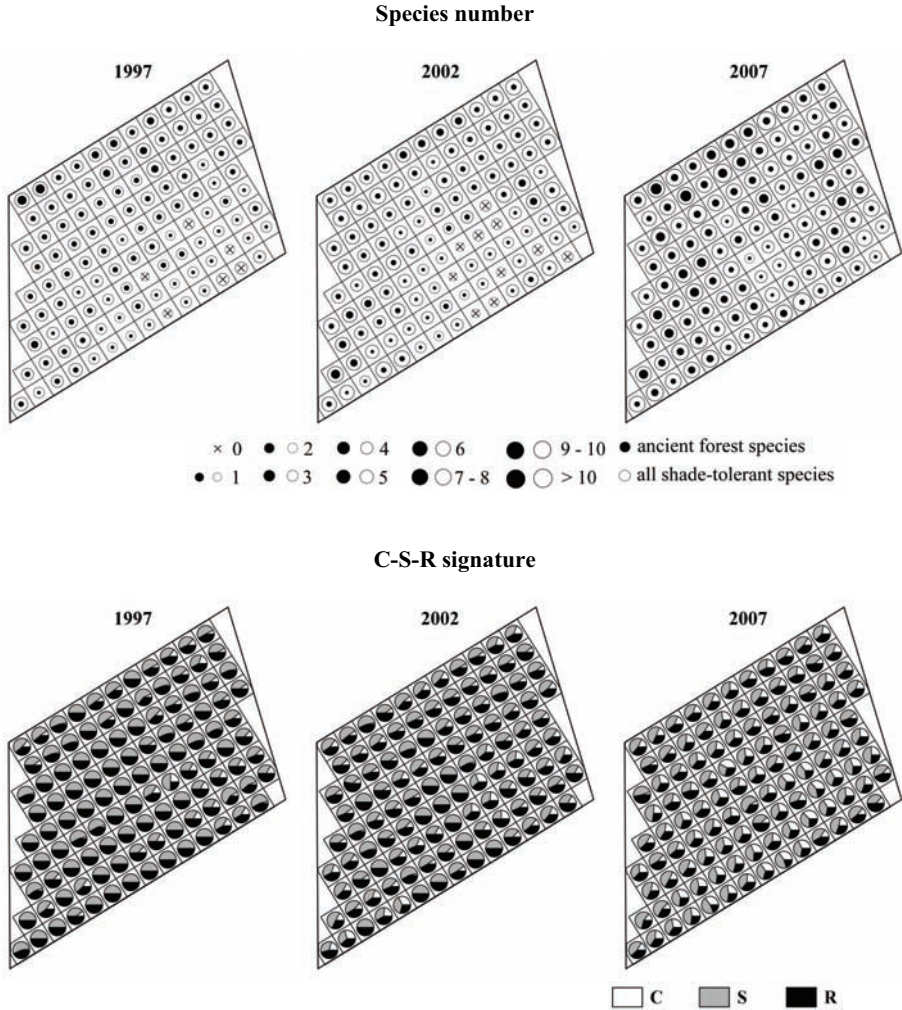 Species number
1997 2002 2007
× 0 2 4 6 9 - 10 ancient forest species
1 3 5 7 - 8 > 10 all shade-tolerant species
C-S-R signature
1997 2002 2007
C S R